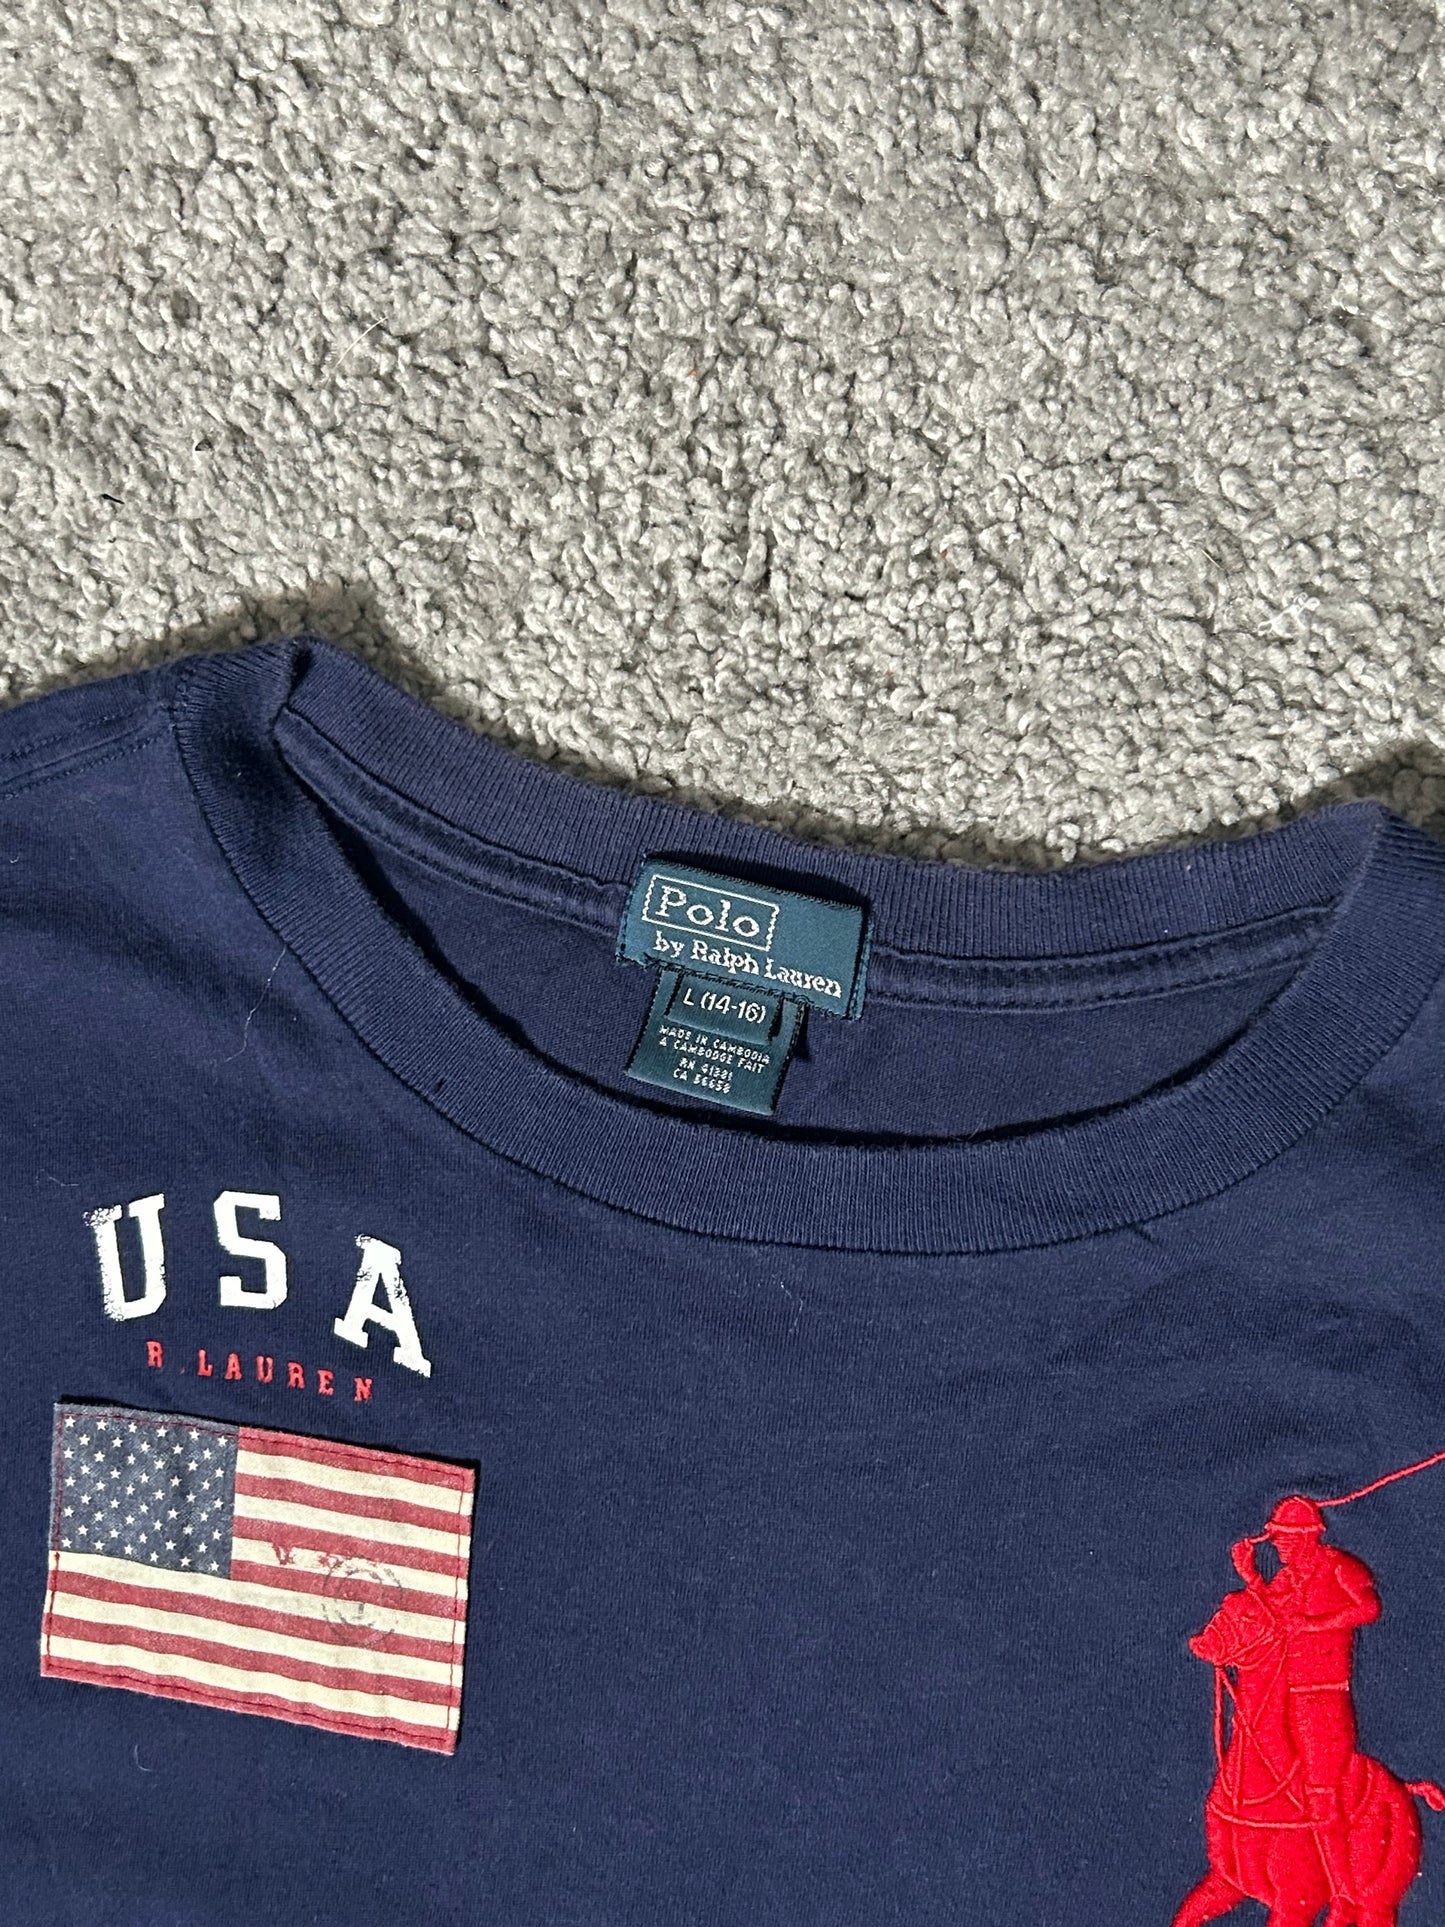 Polo
by Ralph Lauren
L (14-16)
MADE IN CAMBODIA
A CAMBODGE FAIT
RN 41381
CA 56658
USA
R. LAUREN